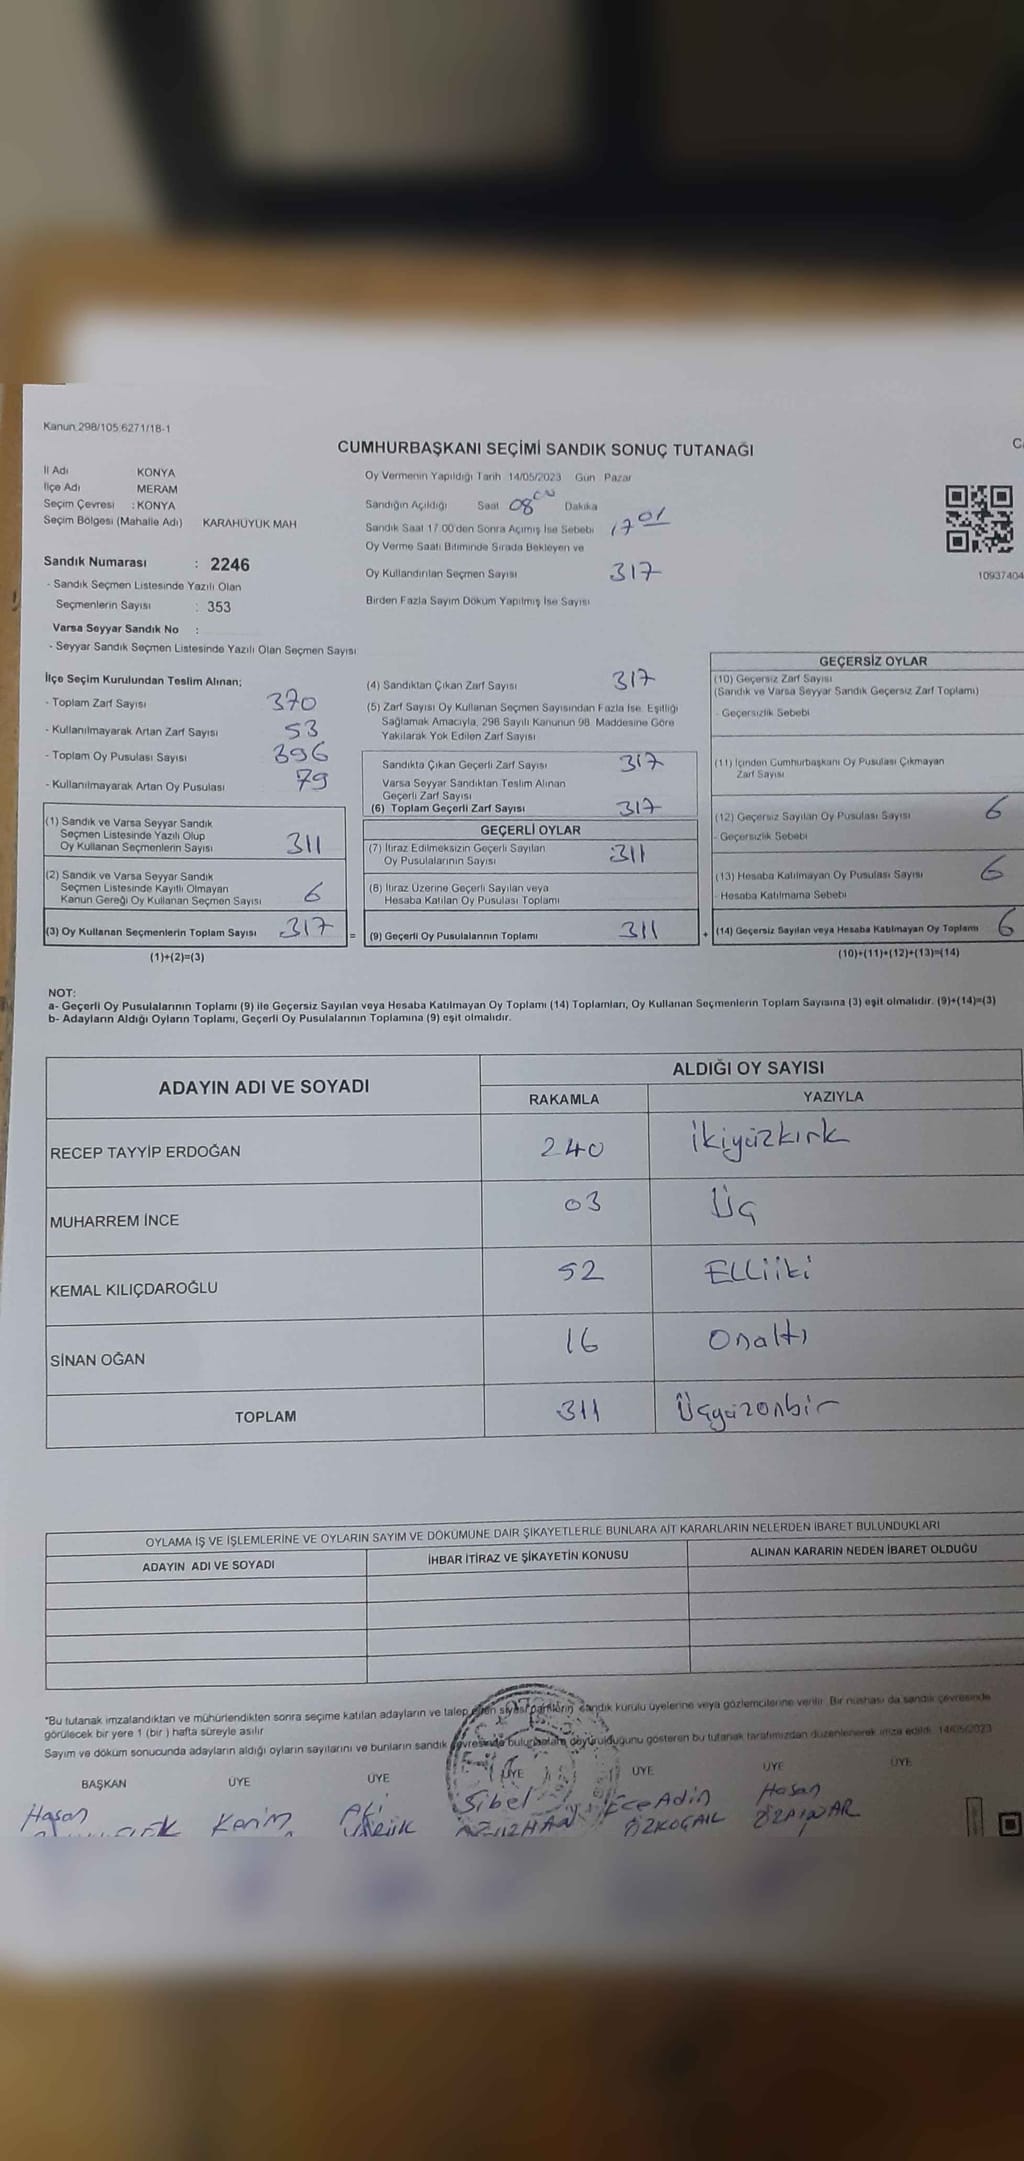 Kanun 298/105 6271/18-1
CUMHURBAŞKANI SEÇİMİ SANDIK SONUÇ TUTANAĞI
İl Adı KONYA
İlçe Adı MERAM
Seçim Çevresi : KONYA
Seçim Bölgesi (Mahalle Adı) KARAHÜYÜK MAH
Oy Vermenin Yapıldığı Tarih 14/05/2023 Gün Pazar
Sandığın Açıldığı Saat 08 Dakika
Sandık Saat 17.00'den Sonra Açımış İse Sebebi 17 01
Oy Verme Saati Bitiminde Sırada Bekleyen ve
Oy Kullandırılan Seçmen Sayısı 317
Birden Fazla Sayım Döküm Yapılmış İse Sayısı
10937404
Sandık Numarası : 2246
- Sandık Seçmen Listesinde Yazılı Olan
Seçmenlerin Sayısı : 353
Varsa Seyyar Sandık No :
- Seyyar Sandık Seçmen Listesinde Yazılı Olan Seçmen Sayısı
İlçe Seçim Kurulundan Teslim Alınan;
- Toplam Zarf Sayısı 370
- Kullanılmayarak Artan Zarf Sayısı 53
- Toplam Oy Pusulası Sayısı 396
- Kullanılmayarak Artan Oy Pusulası 79
(1) Sandık ve Varsa Seyyar Sandık
Seçmen Listesinde Yazılı Olup
Oy Kullanan Seçmenlerin Sayısı 311
(2) Sandık ve Varsa Seyyar Sandık
Seçmen Listesinde Kayıtlı Olmayan
Kanun Gereği Oy Kullanan Seçmen Sayısı 6
(3) Oy Kullanan Seçmenlerin Toplam Sayısı 317 =
(1)+(2)=(3)
(4) Sandıktan Çıkan Zarf Sayısı 317
(5) Zarf Sayısı Oy Kullanan Seçmen Sayısından Fazla İse, Eşitliği
Sağlamak Amacıyla, 298 Sayılı Kanunun 98. Maddesine Göre
Yakılarak Yok Edilen Zarf Sayısı
Sandıkta Çıkan Geçerli Zarf Sayısı 317
Varsa Seyyar Sandıktan Teslim Alınan
Geçerli Zarf Sayısı
(6) Toplam Geçerli Zarf Sayısı 317
GEÇERLİ OYLAR
(7) İtiraz Edilmeksizin Geçerli Sayılan
Oy Pusulalarının Sayısı 311
(8) İtiraz Üzerine Geçerli Sayılan veya
Hesaba Katılan Oy Pusulası Toplamı
(9) Geçerli Oy Pusulalarının Toplamı 311 +
GEÇERSİZ OYLAR
(10) Geçersiz Zarf Sayısı
(Sandık ve Varsa Seyyar Sandık Geçersiz Zarf Toplamı)
- Geçersizlik Sebebi
(11) İçinden Cumhurbaşkanı Oy Pusulası Çıkmayan
Zarf Sayısı
(12) Geçersiz Sayılan Oy Pusulası Sayısı 6
- Geçersizlik Sebebi
(13) Hesaba Katılmayan Oy Pusulası Sayısı 6
- Hesaba Katılmama Sebebi
(14) Geçersiz Sayılan veya Hesaba Katılmayan Oy Toplamı 6
(10)+(11)+(12)+(13)=(14)
NOT:
a- Geçerli Oy Pusulalarının Toplamı (9) ile Geçersiz Sayılan veya Hesaba Katılmayan Oy Toplamı (14) Toplamları, Oy Kullanan Seçmenlerin Toplam Sayısına (3) eşit olmalıdır. (9)+(14)=(3)
b- Adayların Aldığı Oyların Toplamı, Geçerli Oy Pusulalarının Toplamına (9) eşit olmalıdır.
ADAYIN ADI VE SOYADI
ALDIĞI OY SAYISI
RAKAMLA YAZIYLA
RECEP TAYYİP ERDOĞAN 240 ikiyüzkırk
MUHARREM İNCE 03 Üç
KEMAL KILIÇDAROĞLU 52 ELLiiki
SİNAN OĞAN 16 Onaltı
TOPLAM 311 Üçyüzonbir
OYLAMA İŞ VE İŞLEMLERİNE VE OYLARIN SAYIM VE DÖKÜMÜNE DAİR ŞİKAYETLERLE BUNLARA AİT KARARLARIN NELERDEN İBARET BULUNDUKLARI
ADAYIN ADI VE SOYADI İHBAR İTİRAZ VE ŞİKAYETİN KONUSU ALINAN KARARIN NEDEN İBARET OLDUĞU
*Bu tutanak imzalandıktan ve mühürlendikten sonra seçime katılan adayların ve talep eden siyasi partilerin sandık kurulu üyelerine veya gözlemcilerine verilir. Bir nüshası da sandık çevresinde
görülecek bir yere 1 (bir ) hafta süreyle asılır
Sayım ve döküm sonucunda adayların aldığı oyların sayılarını ve bunların sandık çevresinde bulunanlara duyurulduğunu gösteren bu tutanak tarafımızdan düzenlenerek imza edildi. 14/05/2023
BAŞKAN ÜYE ÜYE ÜYE ÜYE ÜYE ÜYE
Hasan Kerim Sibel Hasan
ÖZKOÇAK